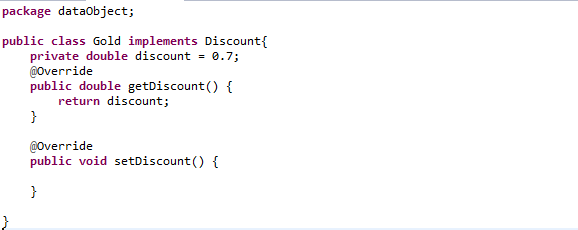 package dataObject;
public class Gold implements Discount{
private double discount = 0.7;
@Override
public double getDiscount() {
return discount;
}
@Override
public void setDiscount() {
}
}